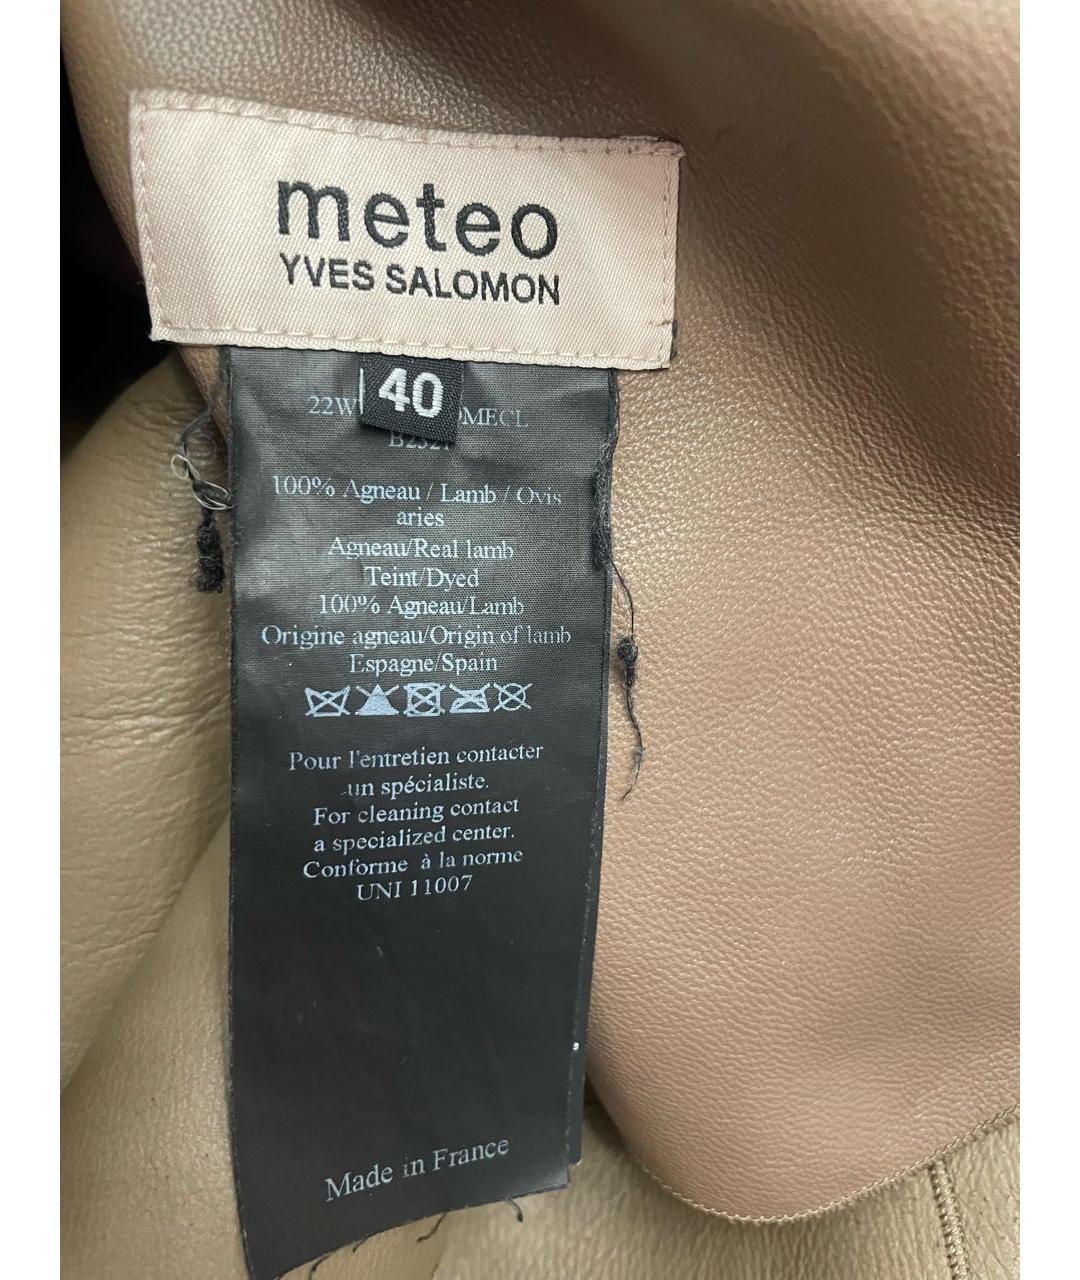 meteo
YVES SALOMON
40
22W MECL
100% Agneau / Lamb / Ovis
aries
Agneau/Real lamb
Teint/Dyed
100% Agneau/Lamb
Origine agneau/Origin of lamb
Espagne/Spain
Pour l'entretien contacter
un spécialiste.
For cleaning contact
a specialized center.
Conforme à la norme
UNI 11007
Made in France